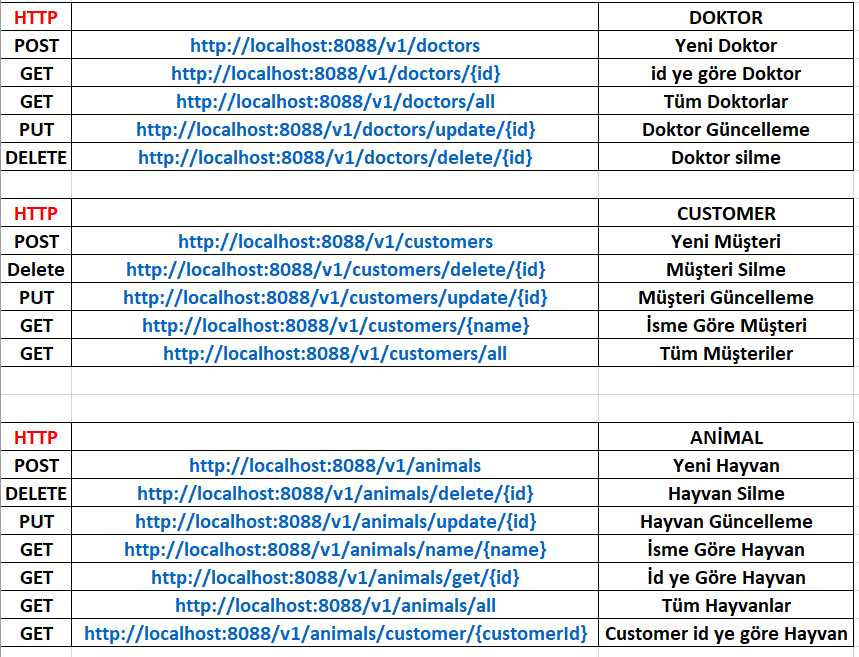 HTTP DOKTOR
POST http://localhost:8088/v1/doctors Yeni Doktor
GET http://localhost:8088/v1/doctors/{id} id ye göre Doktor
GET http://localhost:8088/v1/doctors/all Tüm Doktorlar
PUT http://localhost:8088/v1/doctors/update/{id} Doktor Güncelleme
DELETE http://localhost:8088/v1/doctors/delete/{id} Doktor silme
HTTP CUSTOMER
POST http://localhost:8088/v1/customers Yeni Müşteri
Delete http://localhost:8088/v1/customers/delete/{id} Müşteri Silme
PUT http://localhost:8088/v1/customers/update/{id} Müşteri Güncelleme
GET http://localhost:8088/v1/customers/{name} İsme Göre Müşteri
GET http://localhost:8088/v1/customers/all Tüm Müşteriler
HTTP ANİMAL
POST http://localhost:8088/v1/animals Yeni Hayvan
DELETE http://localhost:8088/v1/animals/delete/{id} Hayvan Silme
PUT http://localhost:8088/v1/animals/update/{id} Hayvan Güncelleme
GET http://localhost:8088/v1/animals/name/{name} İsme Göre Hayvan
GET http://localhost:8088/v1/animals/get/{id} İd ye Göre Hayvan
GET http://localhost:8088/v1/animals/all Tüm Hayvanlar
GET http://localhost:8088/v1/animals/customer/{customerId} Customer id ye göre Hayvan